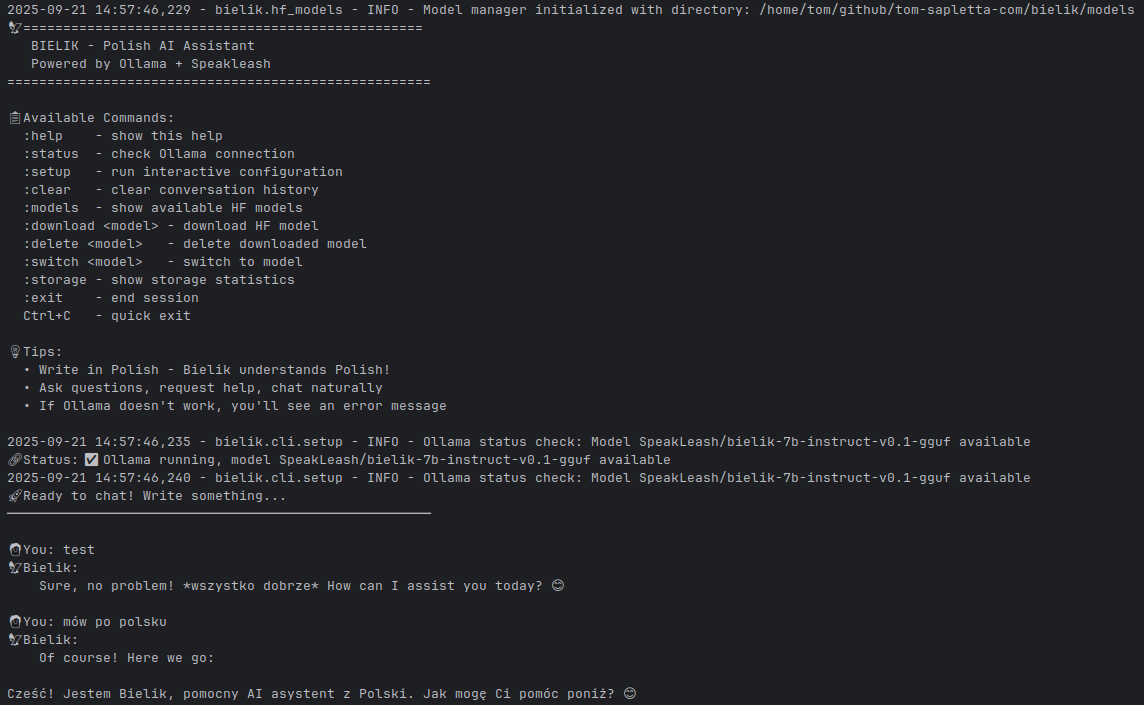 2025-09-21 14:57:46,229 - bielik.hf_models - INFO - Model manager initialized with directory: /home/tom/github/tom-sapletta-com/bielik/models
🦅==================================================
   BIELIK - Polish AI Assistant
   Powered by Ollama + Speakleash
=====================================================

📋Available Commands:
  :help    - show this help
  :status  - check Ollama connection
  :setup   - run interactive configuration
  :clear   - clear conversation history
  :models  - show available HF models
  :download <model> - download HF model
  :delete <model>   - delete downloaded model
  :switch <model>   - switch to model
  :storage - show storage statistics
  :exit    - end session
  Ctrl+C   - quick exit

💡Tips:
  • Write in Polish - Bielik understands Polish!
  • Ask questions, request help, chat naturally
  • If Ollama doesn't work, you'll see an error message

2025-09-21 14:57:46,235 - bielik.cli.setup - INFO - Ollama status check: Model SpeakLeash/bielik-7b-instruct-v0.1-gguf available
🔗Status: ✅Ollama running, model SpeakLeash/bielik-7b-instruct-v0.1-gguf available
2025-09-21 14:57:46,240 - bielik.cli.setup - INFO - Ollama status check: Model SpeakLeash/bielik-7b-instruct-v0.1-gguf available
🚀Ready to chat! Write something...
─────────────────────────────────────────────────────

🧑You: test
🦅Bielik:
    Sure, no problem! *wszystko dobrze* How can I assist you today? 😊

🧑You: mów po polsku
🦅Bielik:
    Of course! Here we go:

Cześć! Jestem Bielik, pomocny AI asystent z Polski. Jak mogę Ci pomóc poniż? 😊